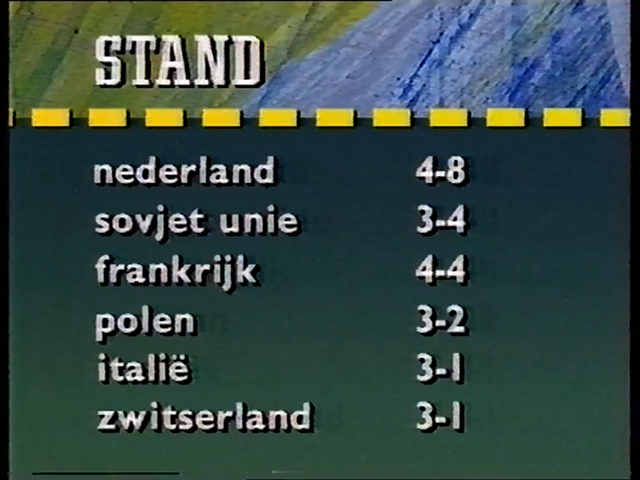 STAND
nederland 4-8
sovjet unie 3-4
frankrijk 4-4
polen 3-2
italië 3-1
zwitserland 3-1